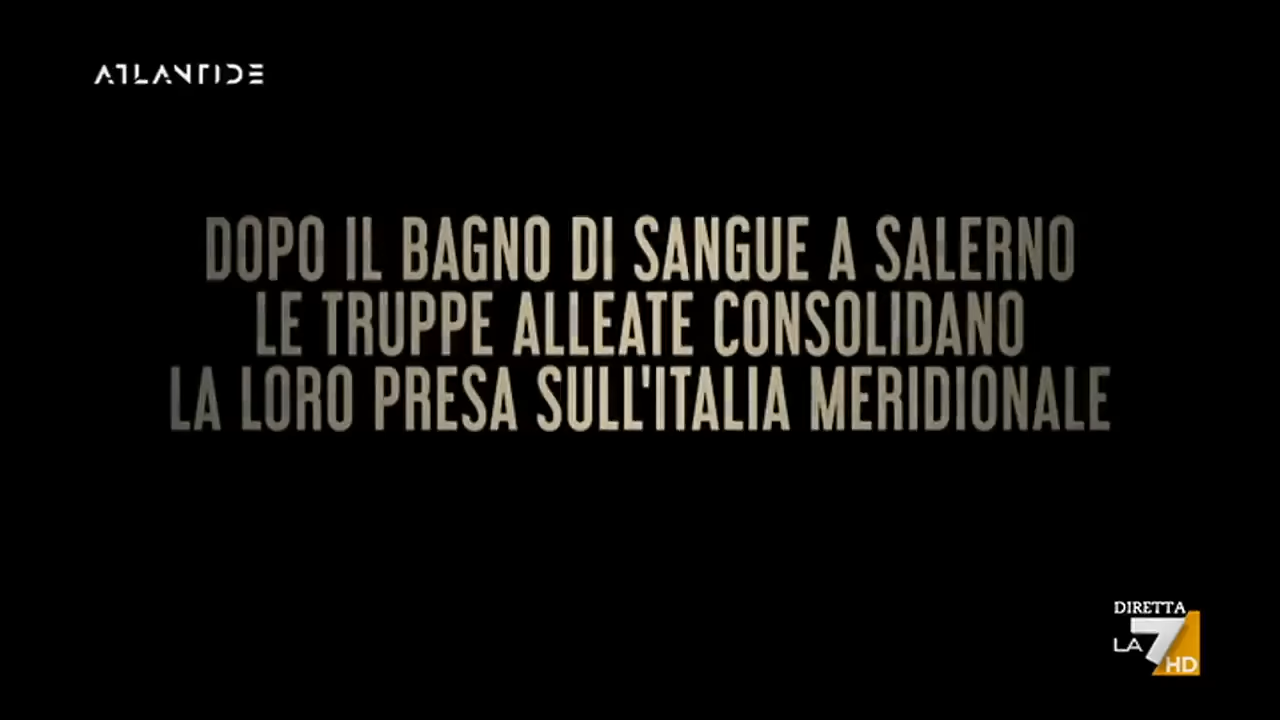 ATLANTIDE
DOPO IL BAGNO DI SANGUE A SALERNO
LE TRUPPE ALLEATE CONSOLIDANO
LA LORO PRESA SULL'ITALIA MERIDIONALE
DIRETTA
LA7
HD